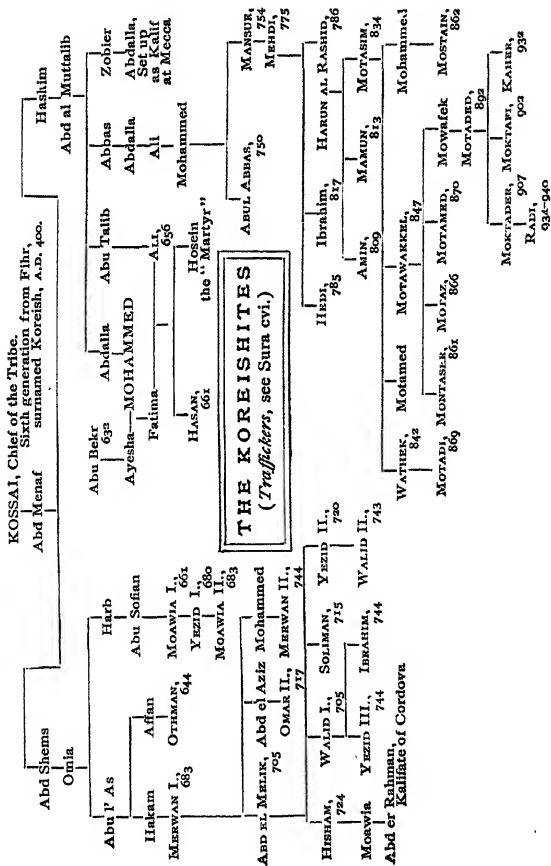 KOSSAI, Chief of the Tribe.
Sixth generation from Fihr,
surnamed Koreish, A.D. 400.
Abd Menaf
Abd Shems
Hashim
Omia
Abd al Muttalib
Abu l' As
Harb
Abu Bekr
632
Abdalla
Abu Talib
Abbas
Zobier
Hakam
Affan
Abu Sofian
Ayesha—MOHAMMED
Abdalla
Abdalla,
Set up
as Kalif
at Mecca
MERWAN I.,
683
OTHMAN,
644
MOAWIA I.,
661
YEZID I.,
680
MOAWIA II.,
683
Fatima
ALI,
656
Ali
Mohammed
HASAN,
661
Hosein
the "Martyr"
ABUL ABBAS,
750
MANSUR,
754
MEHDI,
775
THE KOREISHITES
(Traffickers, see Sura cvi.)
ABD EL MELIK,
705
Abd el Aziz
Mohammed
OMAR II.,
717
MERWAN II.,
744
HEDI,
785
Ibrahim,
817
HARUN AL RASHID,
786
HISHAM,
724
WALID I.,
705
SOLIMAN,
715
YEZID II.,
720
AMIN,
809
MAMUN,
813
MOTASIM,
834
Moawia
YEZID III.,
744
IBRAHIM,
744
WALID II.,
743
Abd er Rahman,
Kalifate of Cordova
WATHEK,
842
Motamed
MOTAWAKKEL,
847
Mohammed
MOTADI,
869
MONTASER,
861
MOTAZ,
866
MOTAMED,
870
Mowafek
MOSTAIN,
862
MOTADED,
892
MOKTADER,
907
MOKTAFI,
902
KAHER,
932
RADI,
934-940